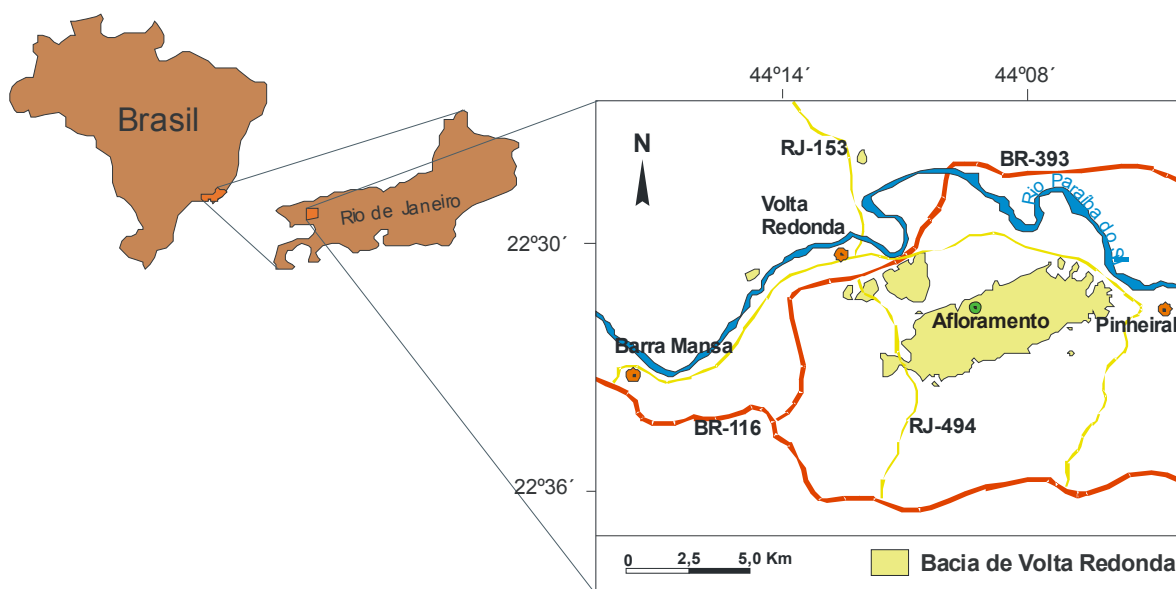 Brasil
Rio de Janeiro
44º14´
44º08´
22º30´
22º36´
N
RJ-153
BR-393
Rio Paraíba do Sul
Volta
Redonda
Afloramento
Pinheiral
Barra Mansa
BR-116
RJ-494
0
2,5
5,0 Km
Bacia de Volta Redonda